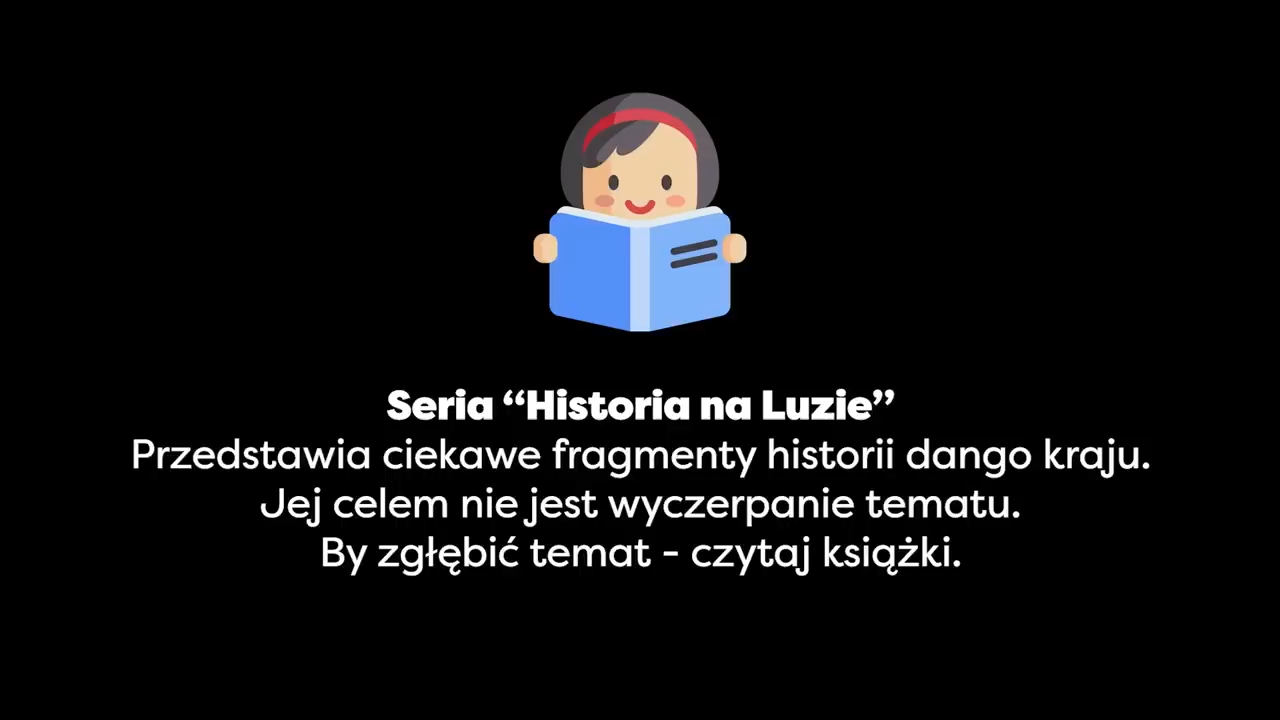 Seria “Historia na Luzie”
Przedstawia ciekawe fragmenty historii dango kraju.
Jej celem nie jest wyczerpanie tematu.
By zgłębić temat - czytaj książki.